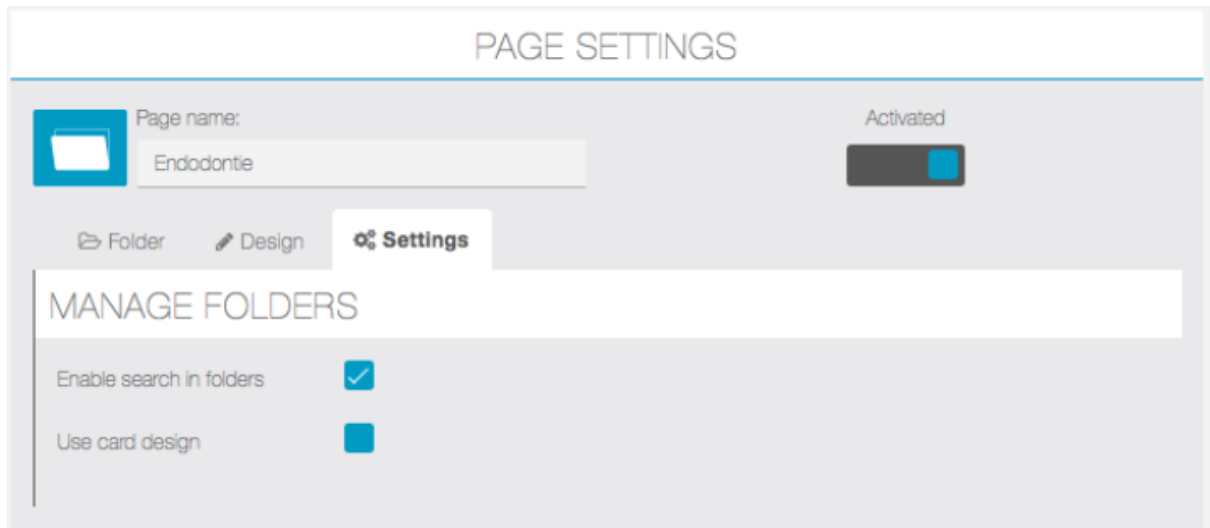 PAGE SETTINGS
Page name:
Activated
Endodontie
Folder
Design
Settings
MANAGE FOLDERS
Enable search in folders
Use card design